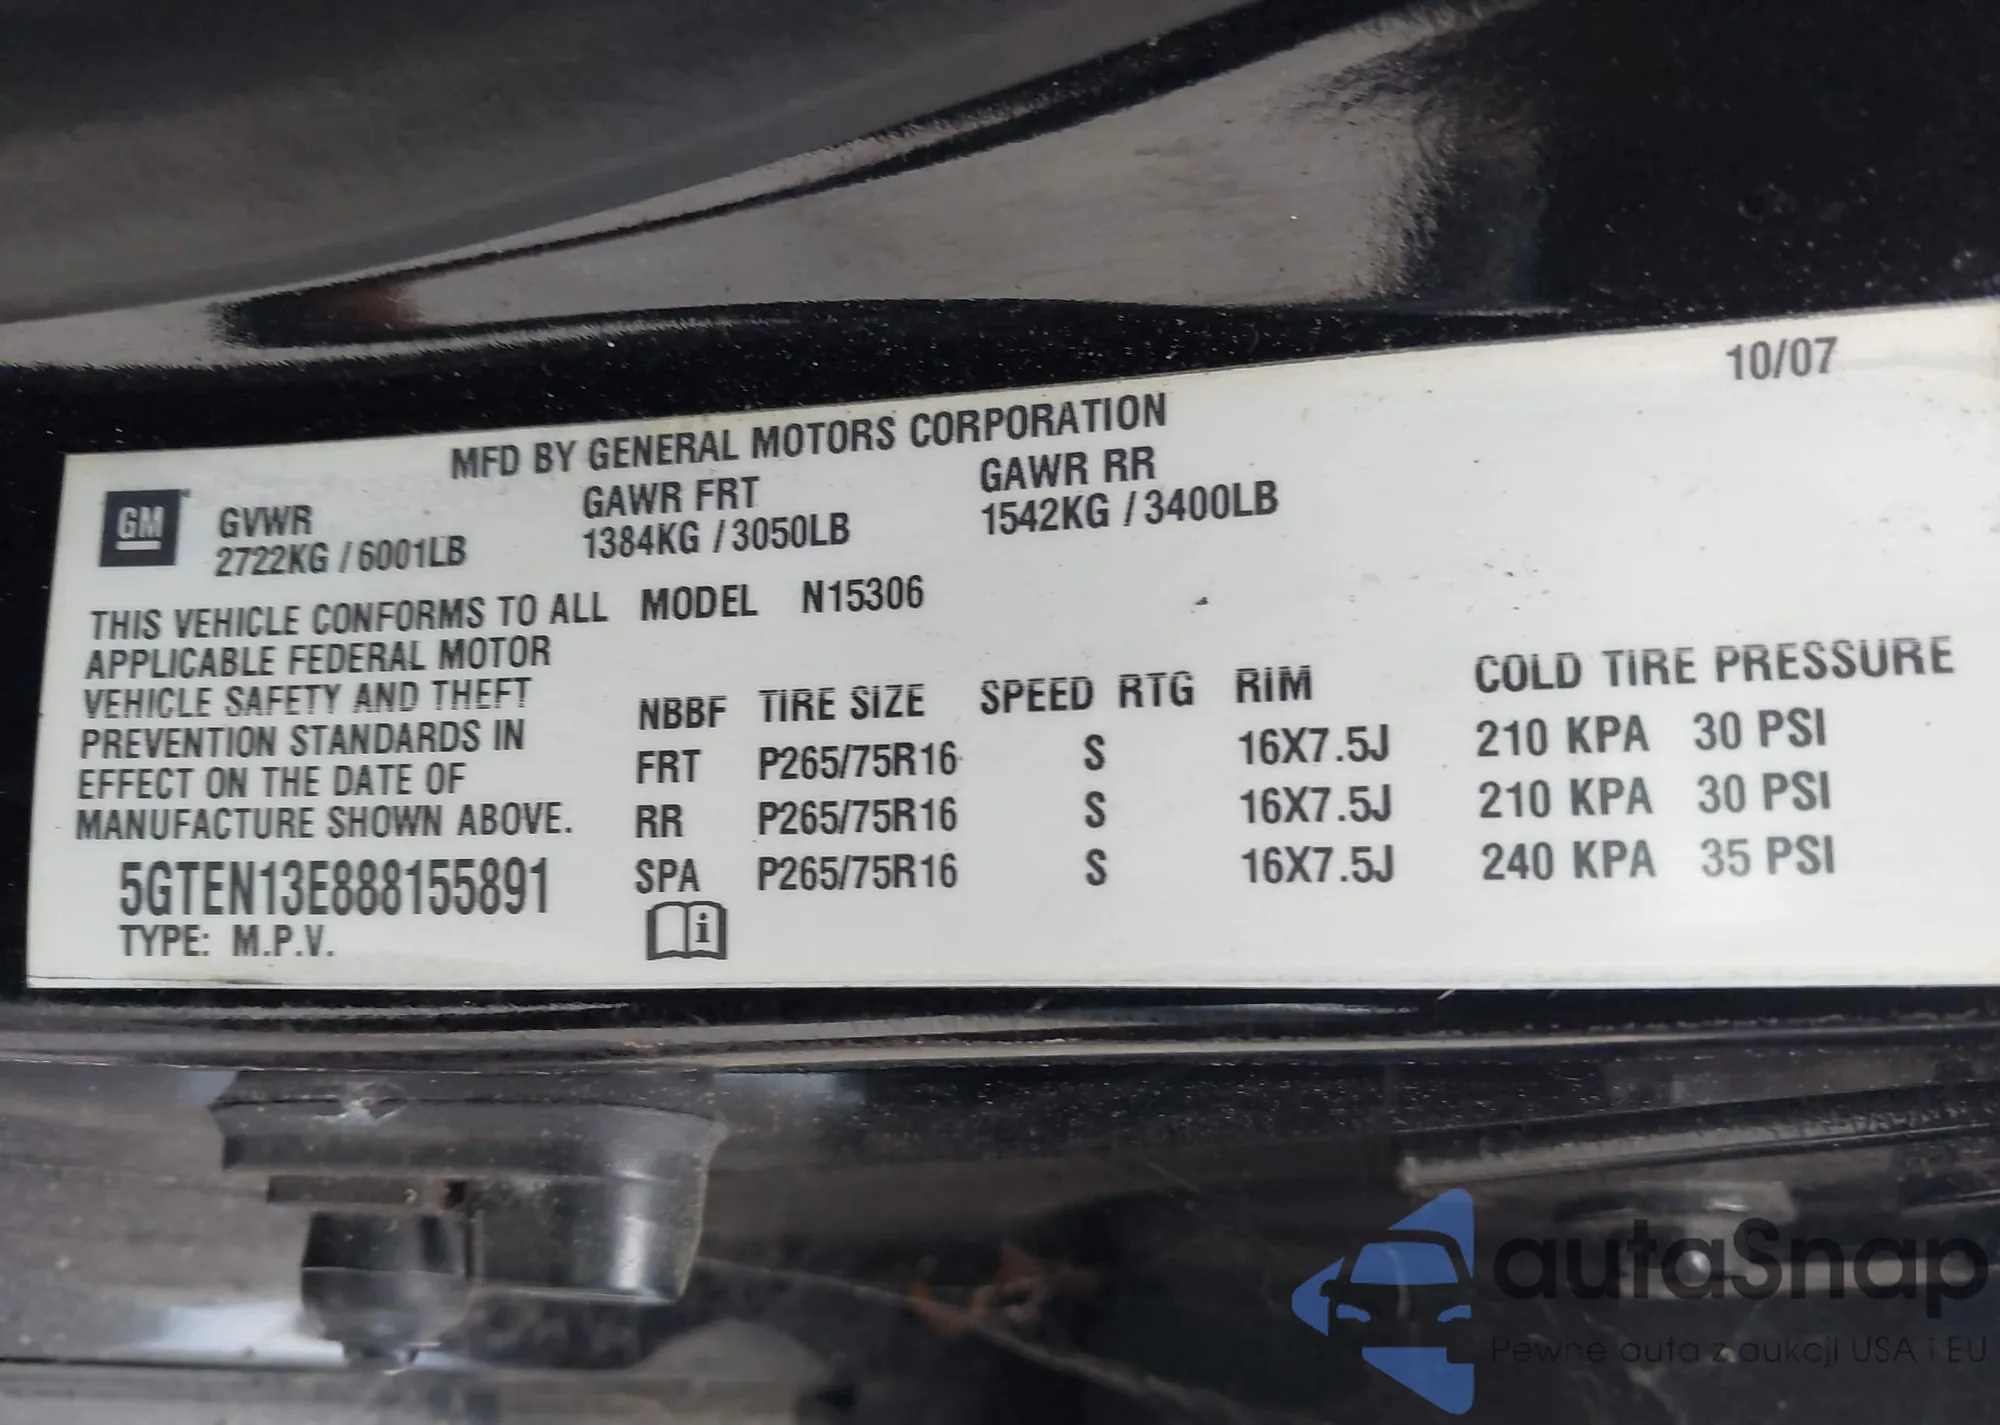 10/07
MFD BY GENERAL MOTORS CORPORATION
GM
GVWR GAWR FRT GAWR RR
2722KG / 6001LB 1384KG / 3050LB 1542KG / 3400LB
THIS VEHICLE CONFORMS TO ALL MODEL N15306
APPLICABLE FEDERAL MOTOR
VEHICLE SAFETY AND THEFT
PREVENTION STANDARDS IN
EFFECT ON THE DATE OF
MANUFACTURE SHOWN ABOVE.
5GTEN13E888155891
TYPE: M.P.V.
NBBF TIRE SIZE SPEED RTG RIM COLD TIRE PRESSURE
FRT P265/75R16 S 16X7.5J 210 KPA 30 PSI
RR P265/75R16 S 16X7.5J 210 KPA 30 PSI
SPA P265/75R16 S 16X7.5J 240 KPA 35 PSI
i
autaSnap
Pewne auta z aukcji USA i EU